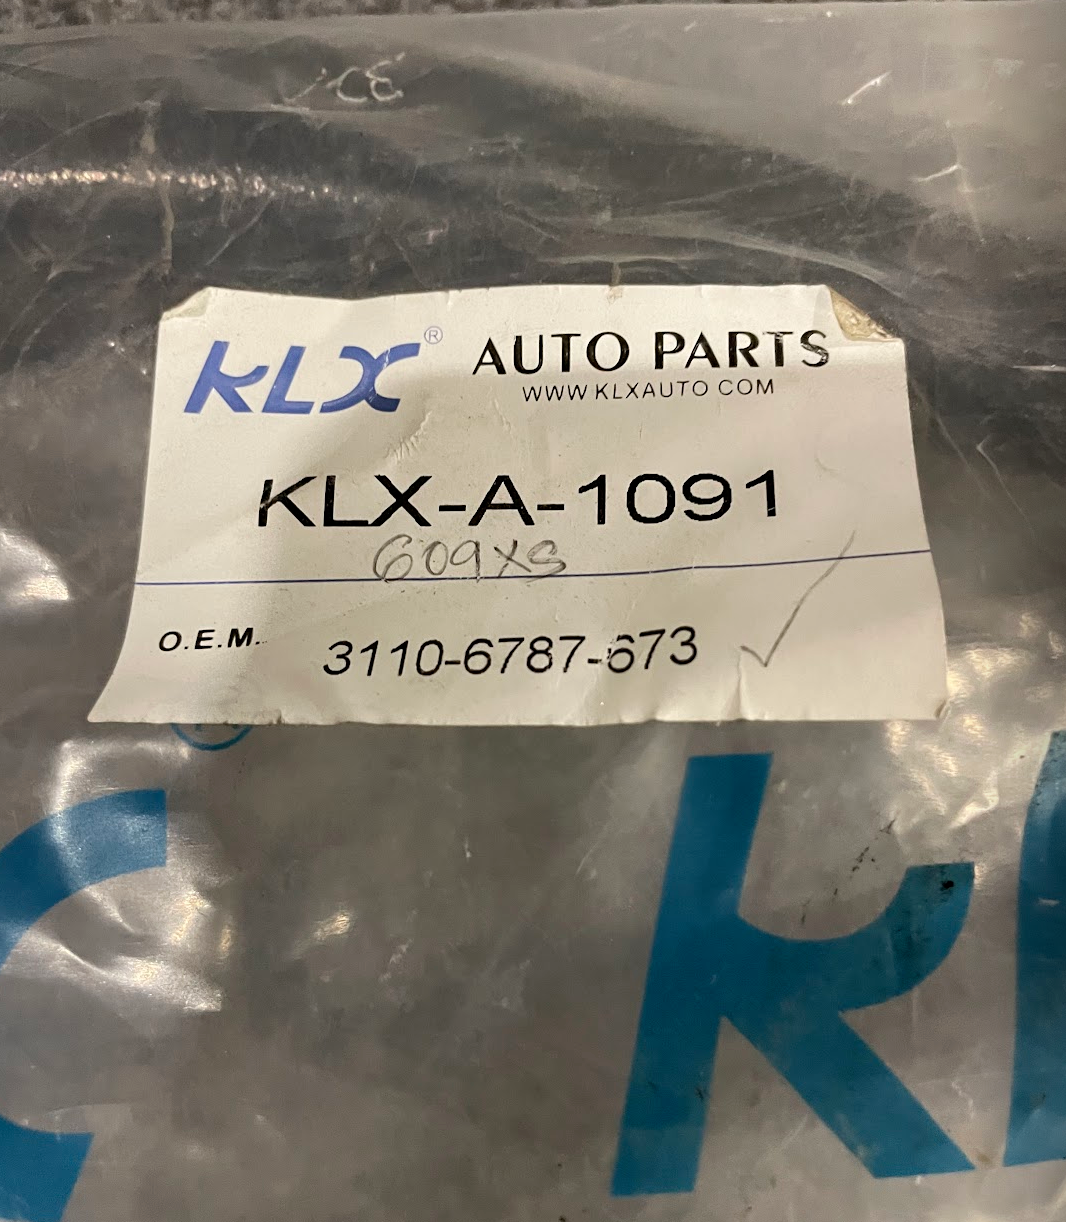 KLX® AUTO PARTS
WWW KLXAUTO COM
KLX-A-1091
609XS
O.E.M. 3110-6787-673